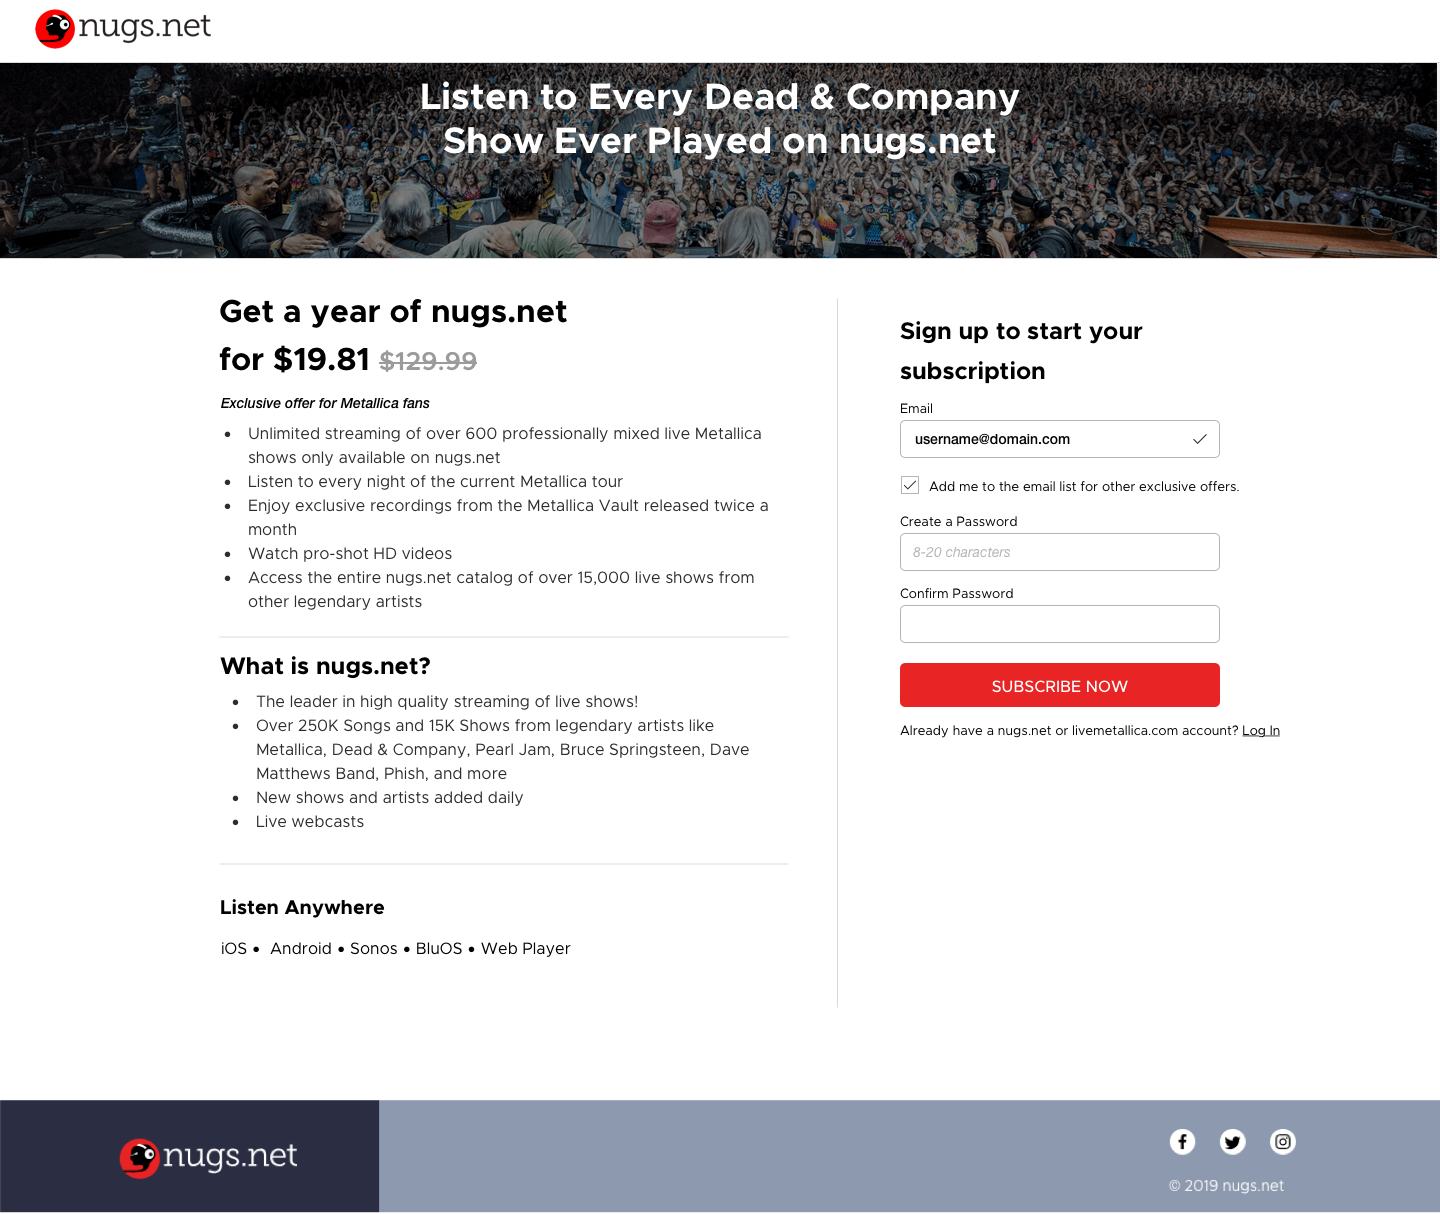 nugs.net
Listen to Every Dead & Company
Show Ever Played on nugs.net
Get a year of nugs.net
for $19.81 $129.99
Exclusive offer for Metallica fans
• Unlimited streaming of over 600 professionally mixed live Metallica
shows only available on nugs.net
• Listen to every night of the current Metallica tour
• Enjoy exclusive recordings from the Metallica Vault released twice a
month
• Watch pro-shot HD videos
• Access the entire nugs.net catalog of over 15,000 live shows from
other legendary artists
What is nugs.net?
• The leader in high quality streaming of live shows!
• Over 250K Songs and 15K Shows from legendary artists like
Metallica, Dead & Company, Pearl Jam, Bruce Springsteen, Dave
Matthews Band, Phish, and more
• New shows and artists added daily
• Live webcasts
Listen Anywhere
iOS • Android • Sonos • BluOS • Web Player
Sign up to start your
subscription
Email
username@domain.com
Add me to the email list for other exclusive offers.
Create a Password
8-20 characters
Confirm Password
SUBSCRIBE NOW
Already have a nugs.net or livemetallica.com account? Log In
nugs.net
© 2019 nugs.net